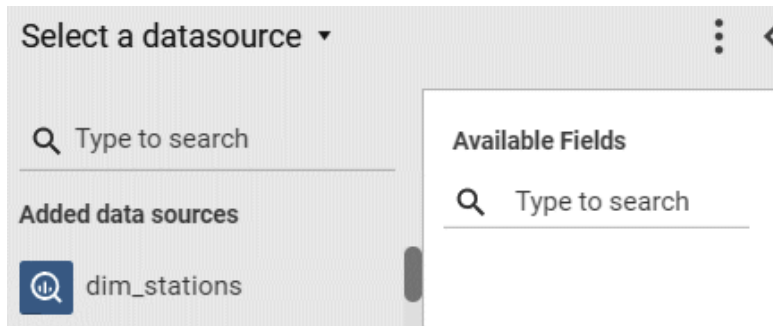 Select a datasource
Type to search
Added data sources
dim_stations
Available Fields
Type to search